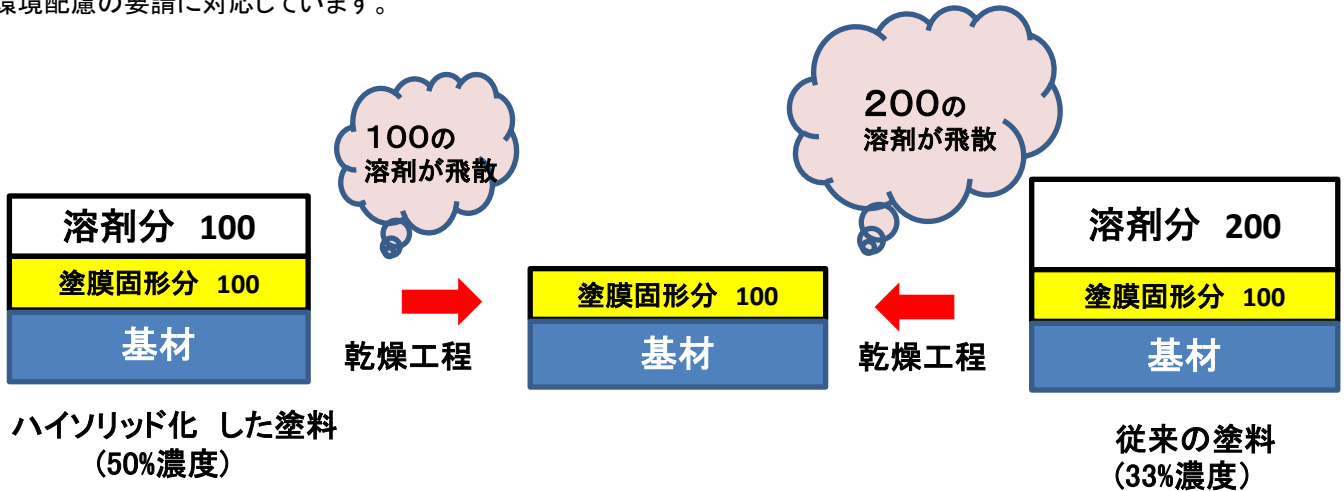 環境配慮の要請に対応しています。
100の
溶剤が飛散
200の
溶剤が飛散
溶剤分 100
塗膜固形分 100
基材
乾燥工程
塗膜固形分 100
基材
乾燥工程
溶剤分 200
塗膜固形分 100
基材
ハイソリッド化 した塗料
(50%濃度)
従来の塗料
(33%濃度)